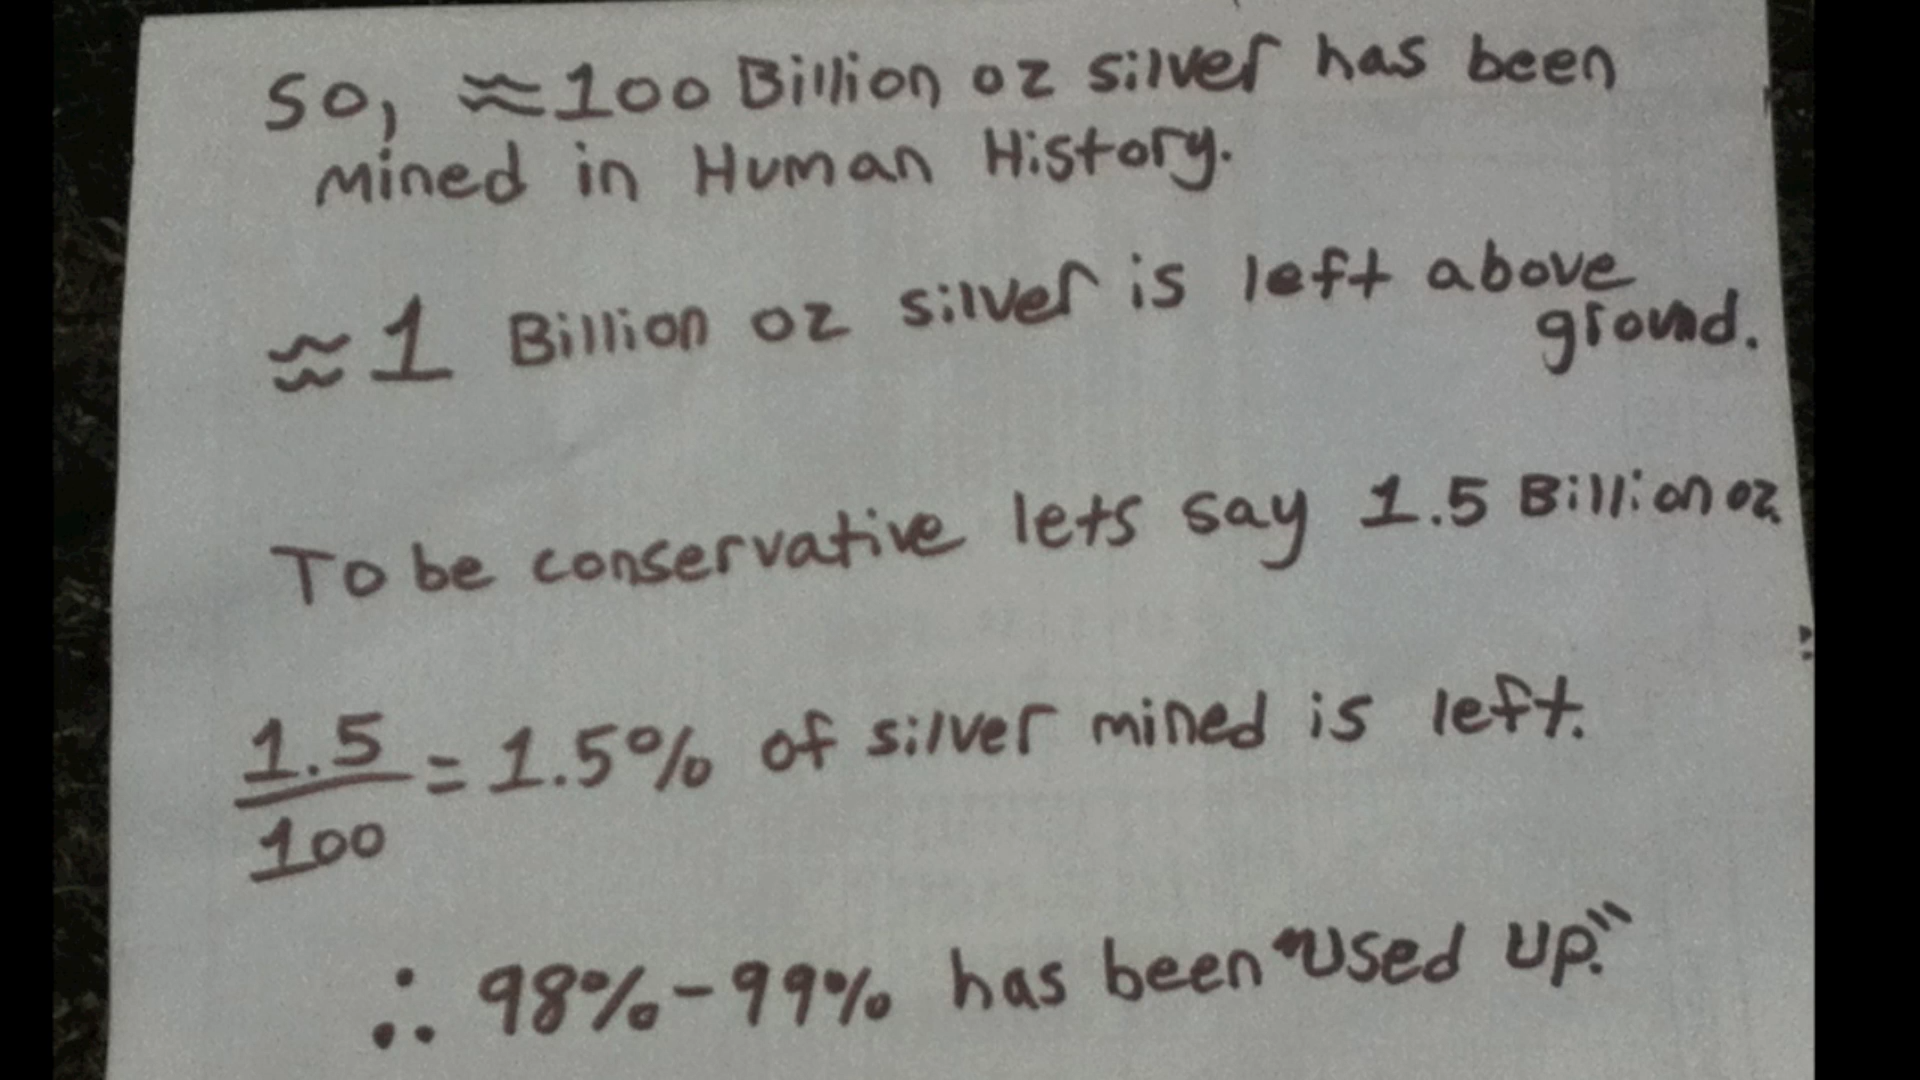 So, ≈100 Billion oz silver has been
mined in Human History.
≈1 Billion oz silver is left above
ground.
To be conservative lets say 1.5 Billion oz.
1.5
100
= 1.5% of silver mined is left.
∴ 98%-99% has been "Used Up."